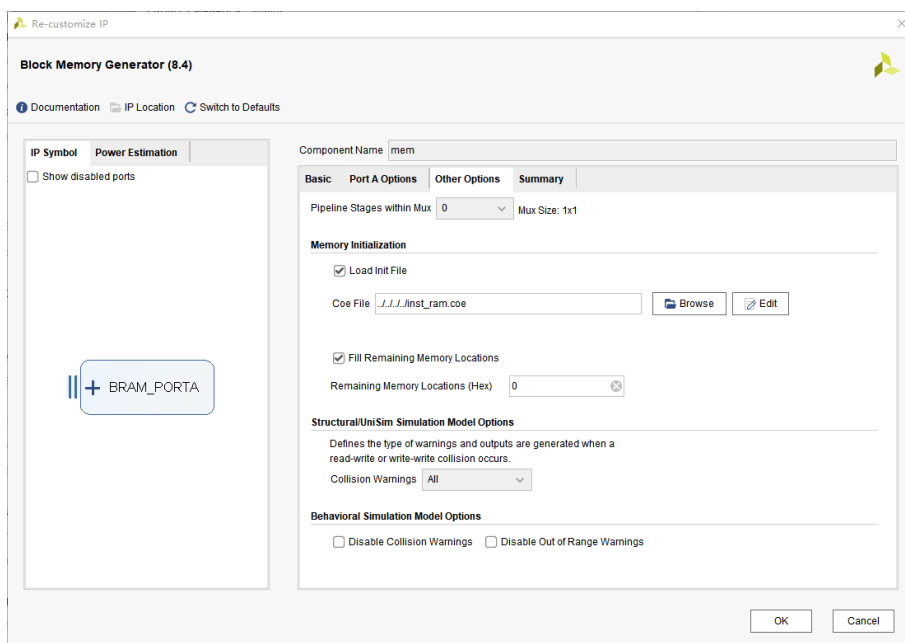 Re-customize IP
Block Memory Generator (8.4)
Documentation IP Location Switch to Defaults
IP Symbol Power Estimation
Show disabled ports
BRAM_PORTA
Component Name mem
Basic Port A Options Other Options Summary
Pipeline Stages within Mux 0 Mux Size: 1x1
Memory Initialization
Load Init File
Coe File ../../../../inst_ram.coe Browse Edit
Fill Remaining Memory Locations
Remaining Memory Locations (Hex) 0
Structural/UniSim Simulation Model Options
Defines the type of warnings and outputs are generated when a
read-write or write-write collision occurs.
Collision Warnings All
Behavioral Simulation Model Options
Disable Collision Warnings Disable Out of Range Warnings
OK Cancel